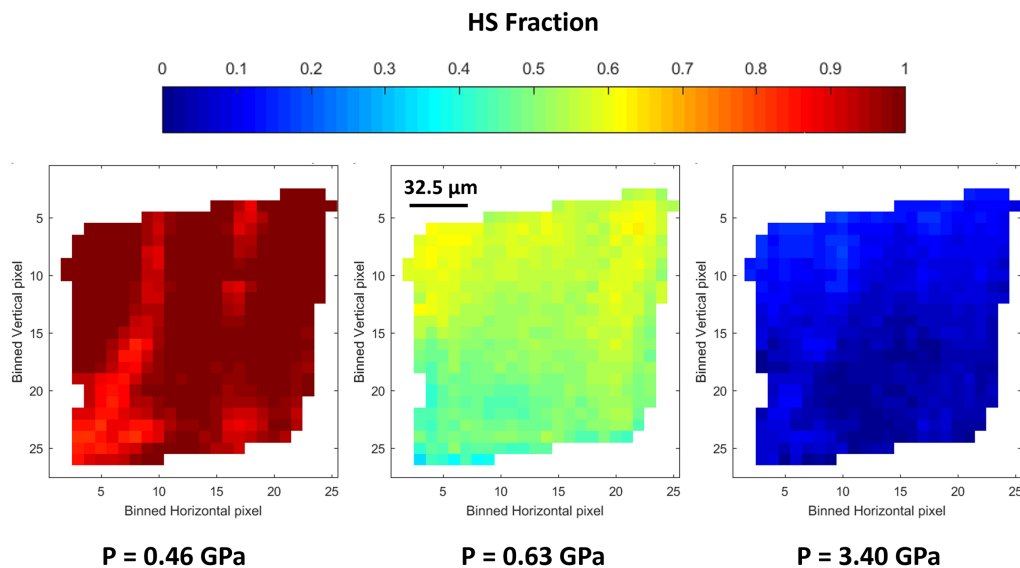 HS Fraction
0 0.1 0.2 0.3 0.4 0.5 0.6 0.7 0.8 0.9 1
32.5 µm
5 5 5
10 10 10
15 15 15
20 20 20
25 25 25
Binned Vertical pixel Binned Vertical pixel Binned Vertical pixel
5 10 15 20 25 5 10 15 20 25 5 10 15 20 25
Binned Horizontal pixel Binned Horizontal pixel Binned Horizontal pixel
P = 0.46 GPa P = 0.63 GPa P = 3.40 GPa